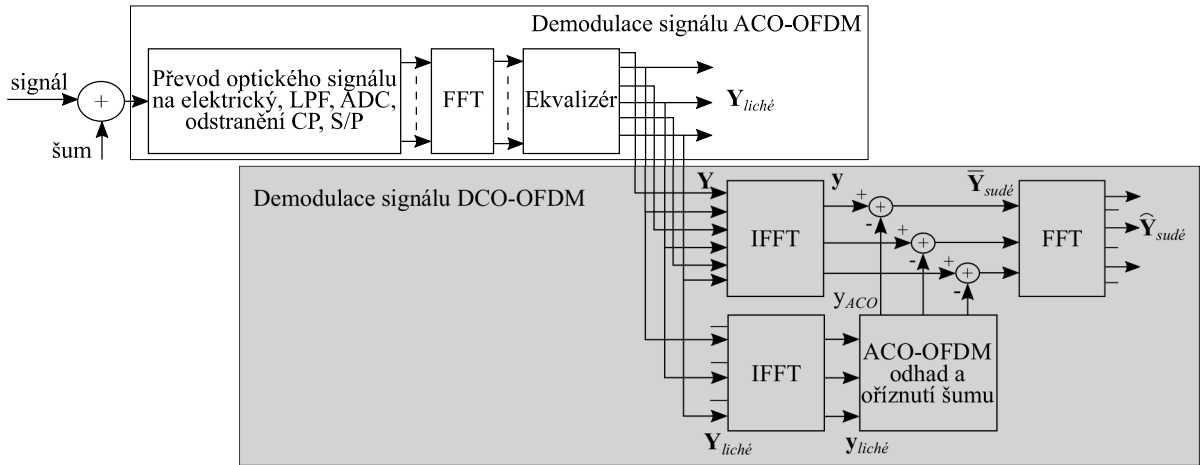 Demodulace signálu ACO-OFDM
signál
+
šum
Převod optického signálu
na elektrický, LPF, ADC,
odstranění CP, S/P
FFT
Ekvalizér
Y liché
Demodulace signálu DCO-OFDM
Y
IFFT
y
+
+
-
+
+
-
+
+
-
Y̅ sudé
FFT
Ŷ sudé
y ACO
IFFT
ACO-OFDM
odhad a
oříznutí šumu
Y liché
y liché